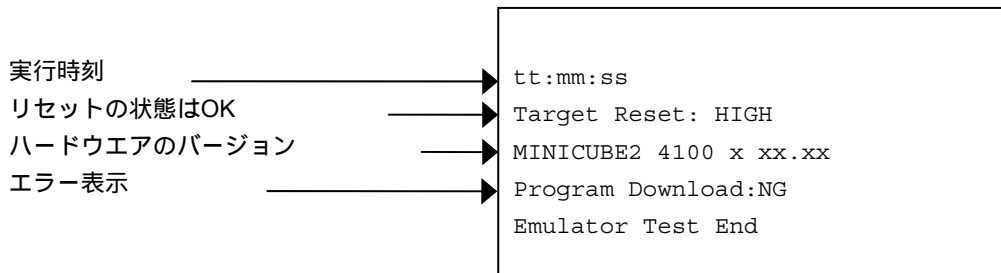 実行時刻
リセットの状態はOK
ハードウエアのバージョン
エラー表示
tt:mm:ss
Target Reset: HIGH
MINICUBE2 4100 x xx.xx
Program Download:NG
Emulator Test End